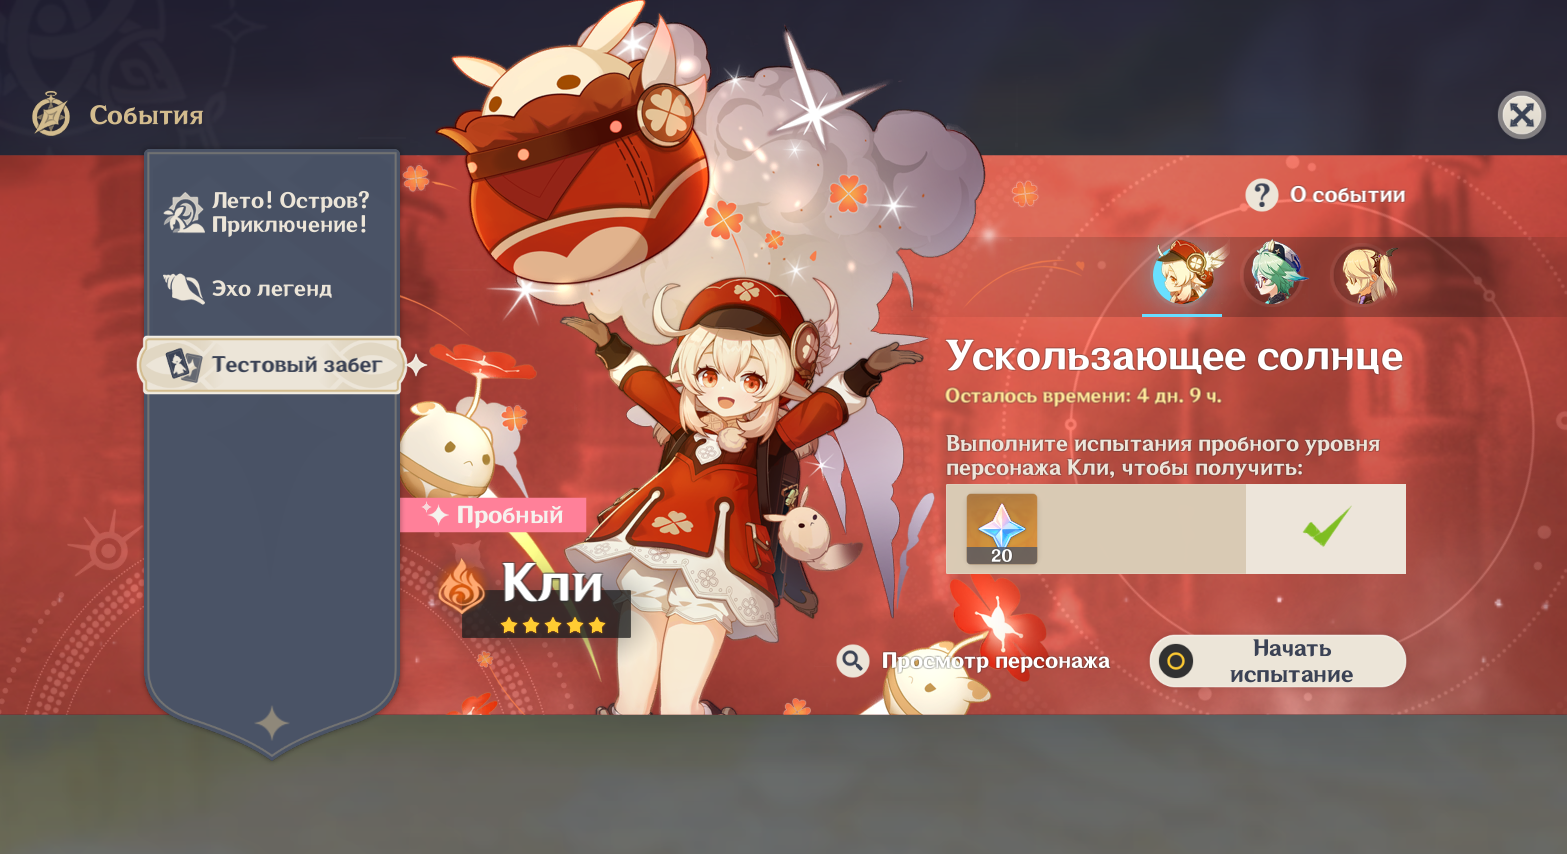 События
Лето! Остров?
Приключение!
Эхо легенд
Тестовый забег
О событии
Ускользающее солнце
Осталось времени: 4 дн. 9 ч.
Выполните испытания пробного уровня
персонажа Кли, чтобы получить:
20
Пробный
Кли
Просмотр персонажа
Начать
испытание